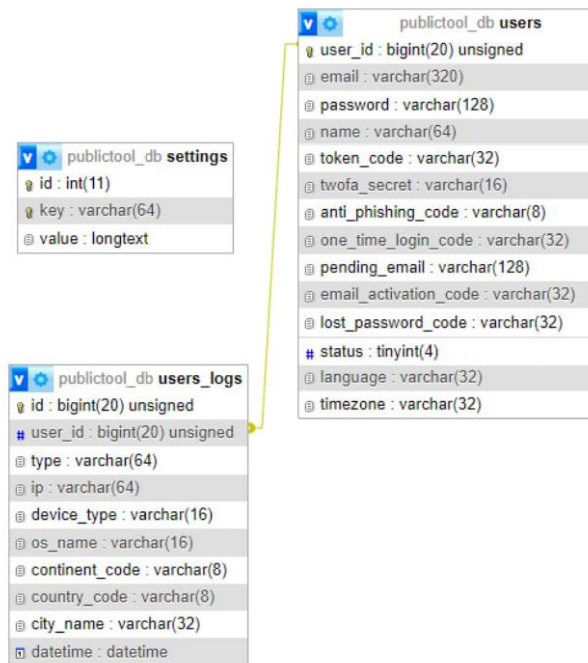 publictool_db settings
id : int(11)
key : varchar(64)
value : longtext
publictool_db users
user_id : bigint(20) unsigned
email : varchar(320)
password : varchar(128)
name : varchar(64)
token_code : varchar(32)
twofa_secret : varchar(16)
anti_phishing_code : varchar(8)
one_time_login_code : varchar(32)
pending_email : varchar(128)
email_activation_code : varchar(32)
lost_password_code : varchar(32)
# status : tinyint(4)
language : varchar(32)
timezone : varchar(32)
publictool_db users_logs
id : bigint(20) unsigned
# user_id : bigint(20) unsigned
type : varchar(64)
ip : varchar(64)
device_type : varchar(16)
os_name : varchar(16)
continent_code : varchar(8)
country_code : varchar(8)
city_name : varchar(32)
datetime : datetime